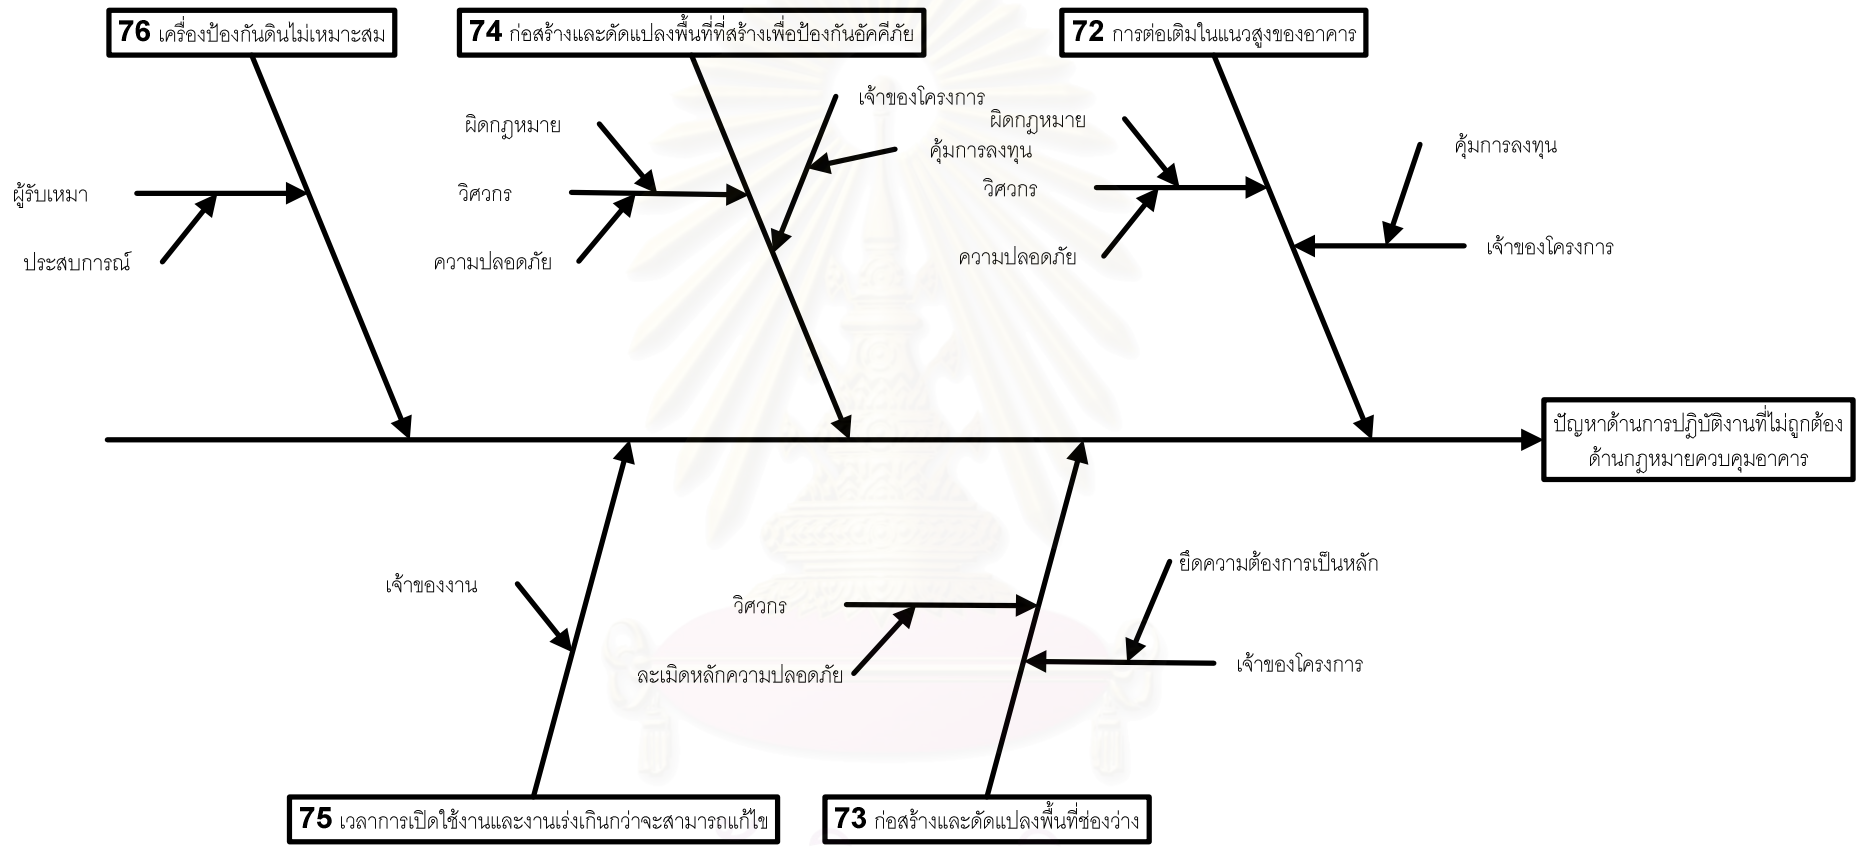 76 เครื่องป้องกันดินไม่เหมาะสม
74 ก่อสร้างและดัดแปลงพื้นที่ที่สร้างเพื่อป้องกันอัคคีภัย
72 การต่อเติมในแนวสูงของอาคาร
เจ้าของโครงการ
ผิดกฎหมาย
ผิดกฎหมาย
คุ้มการลงทุน
คุ้มการลงทุน
ผู้รับเหมา
วิศวกร
วิศวกร
ประสบการณ์
ความปลอดภัย
ความปลอดภัย
เจ้าของโครงการ
ปัญหาด้านการปฎิบัติงานที่ไม่ถูกต้อง
ด้านกฎหมายควบคุมอาคาร
เจ้าของงาน
ยึดความต้องการเป็นหลัก
วิศวกร
ละเมิดหลักความปลอดภัย
เจ้าของโครงการ
75 เวลาการเปิดใช้งานและงานเร่งเกินกว่าจะสามารถแก้ไข
73 ก่อสร้างและดัดแปลงพื้นที่ช่องว่าง